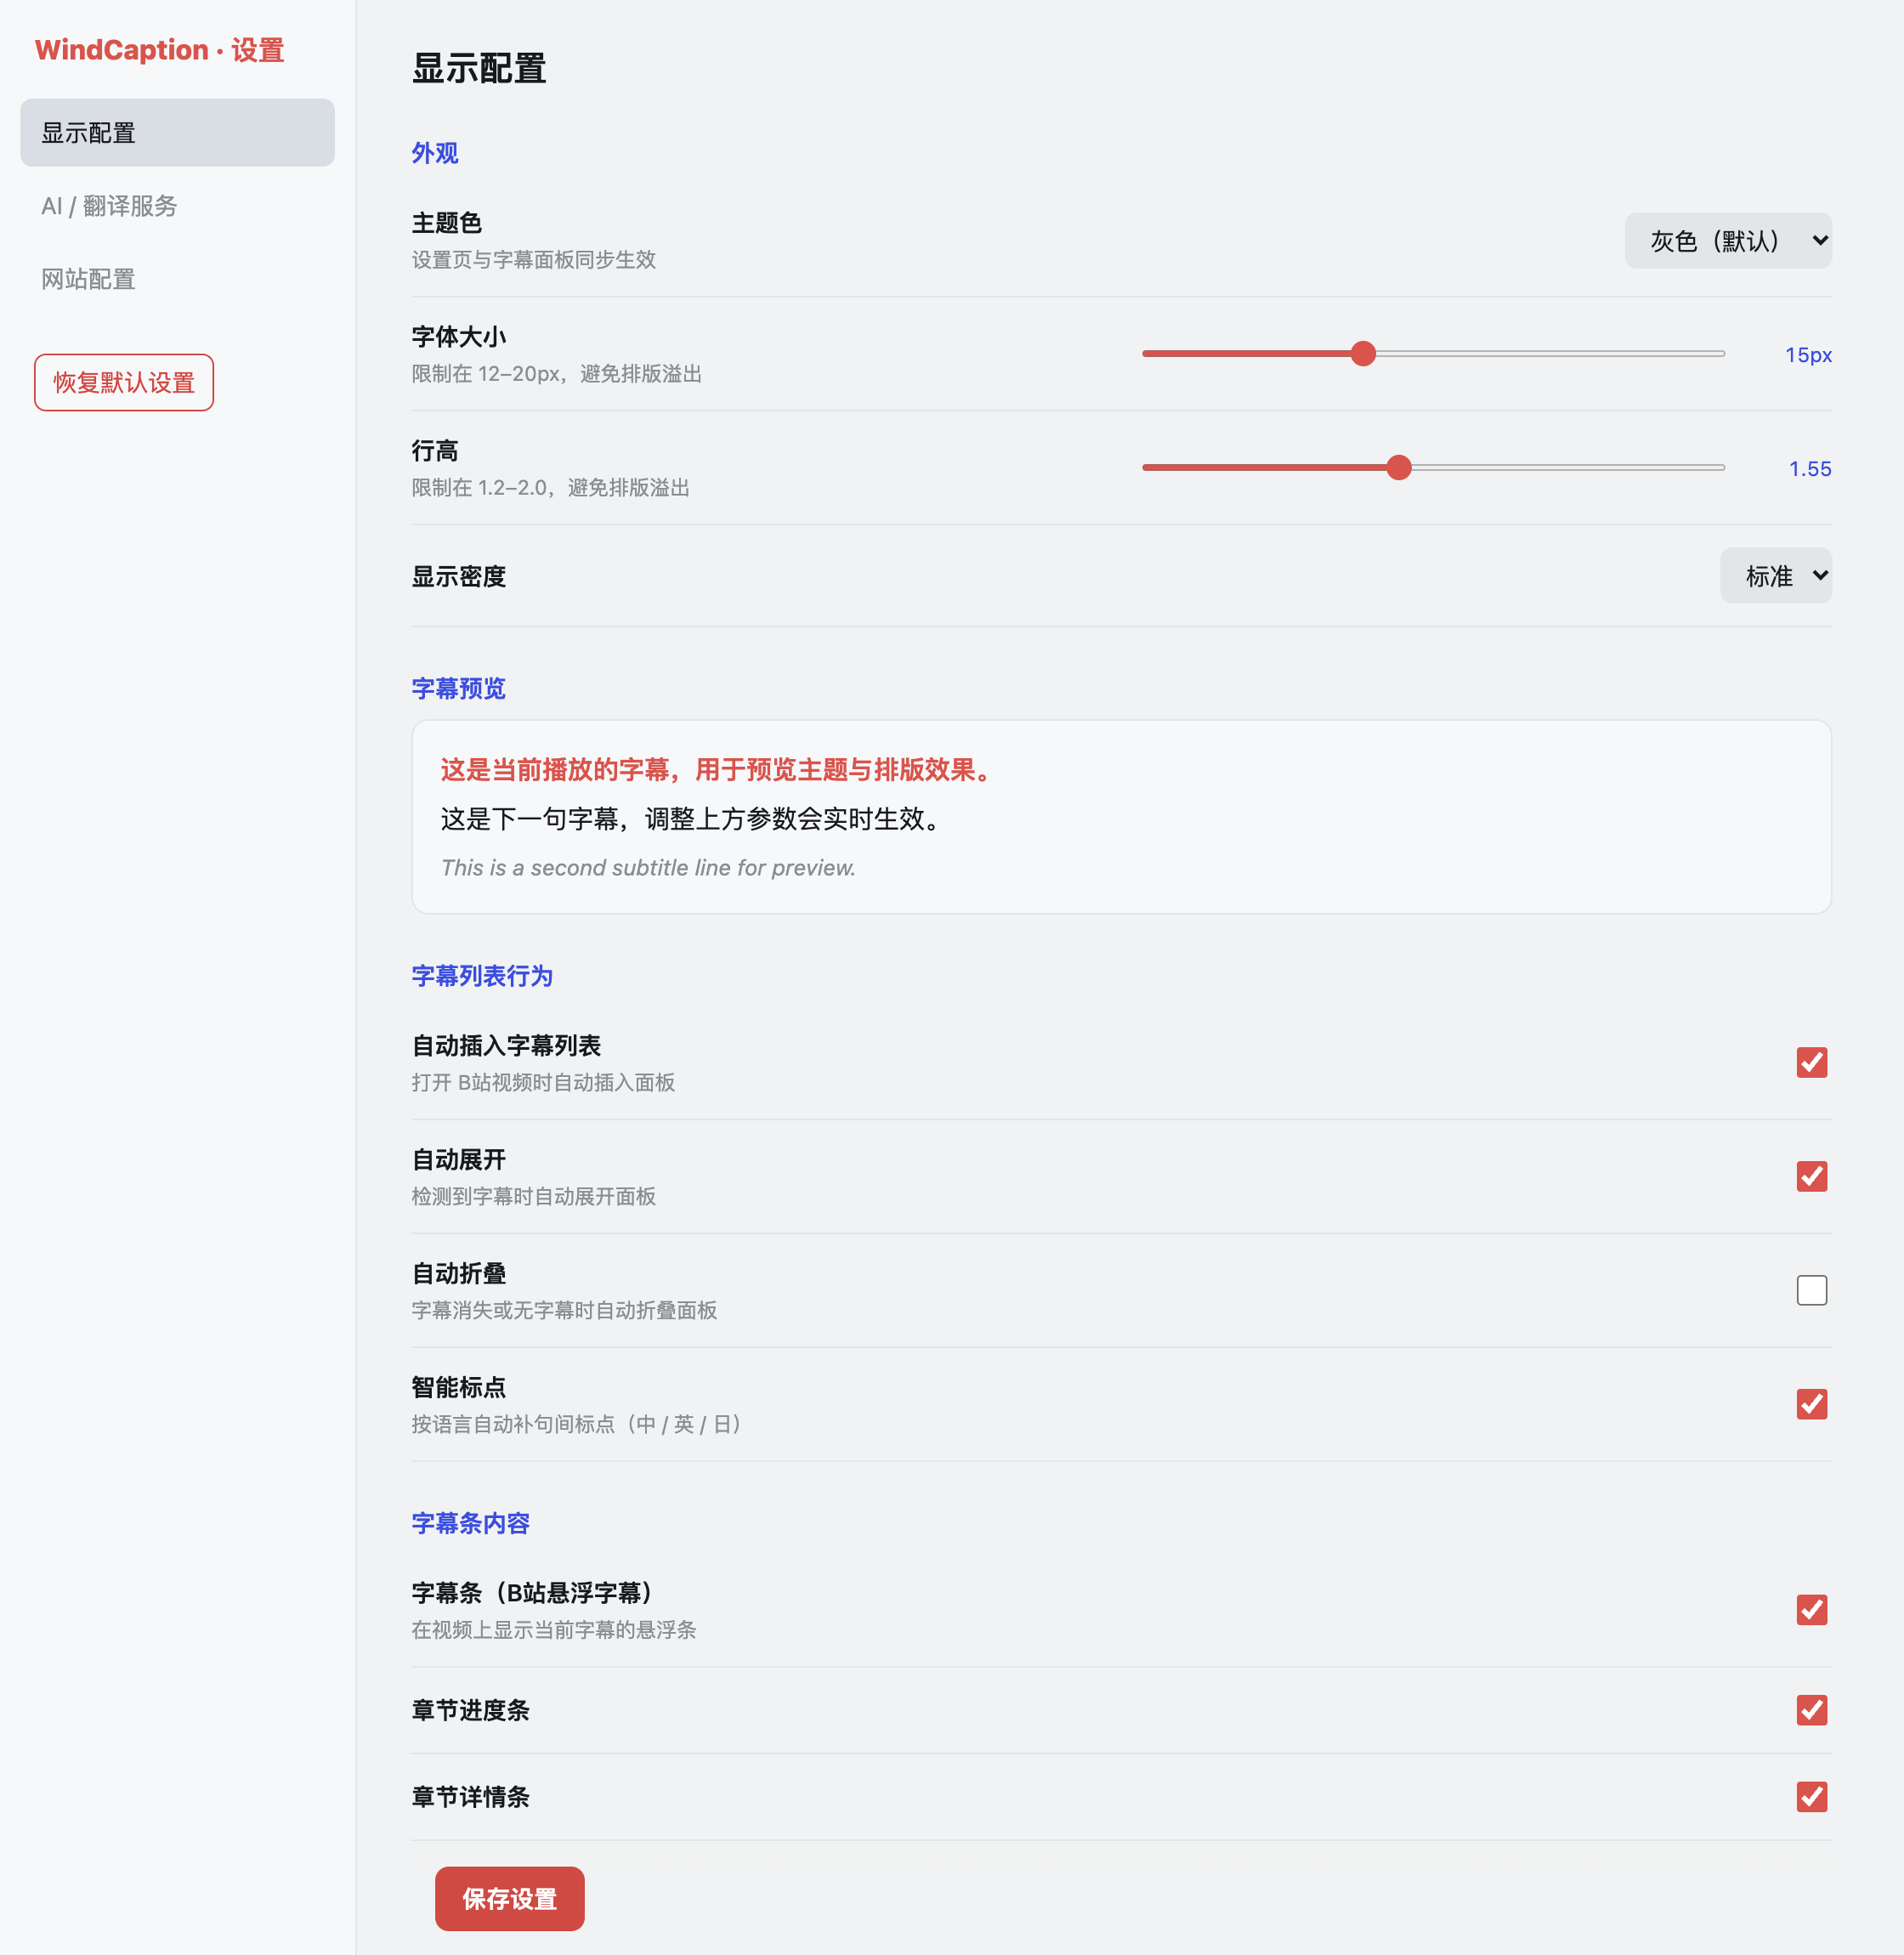 WindCaption · 设置
显示配置
AI / 翻译服务
网站配置
恢复默认设置
显示配置
外观
主题色
设置页与字幕面板同步生效
灰色（默认）
字体大小
限制在 12–20px，避免排版溢出
15px
行高
限制在 1.2–2.0，避免排版溢出
1.55
显示密度
标准
字幕预览
这是当前播放的字幕，用于预览主题与排版效果。
这是下一句字幕，调整上方参数会实时生效。
This is a second subtitle line for preview.
字幕列表行为
自动插入字幕列表
打开 B站视频时自动插入面板
自动展开
检测到字幕时自动展开面板
自动折叠
字幕消失或无字幕时自动折叠面板
智能标点
按语言自动补句间标点（中 / 英 / 日）
字幕条内容
字幕条（B站悬浮字幕）
在视频上显示当前字幕的悬浮条
章节进度条
章节详情条
保存设置